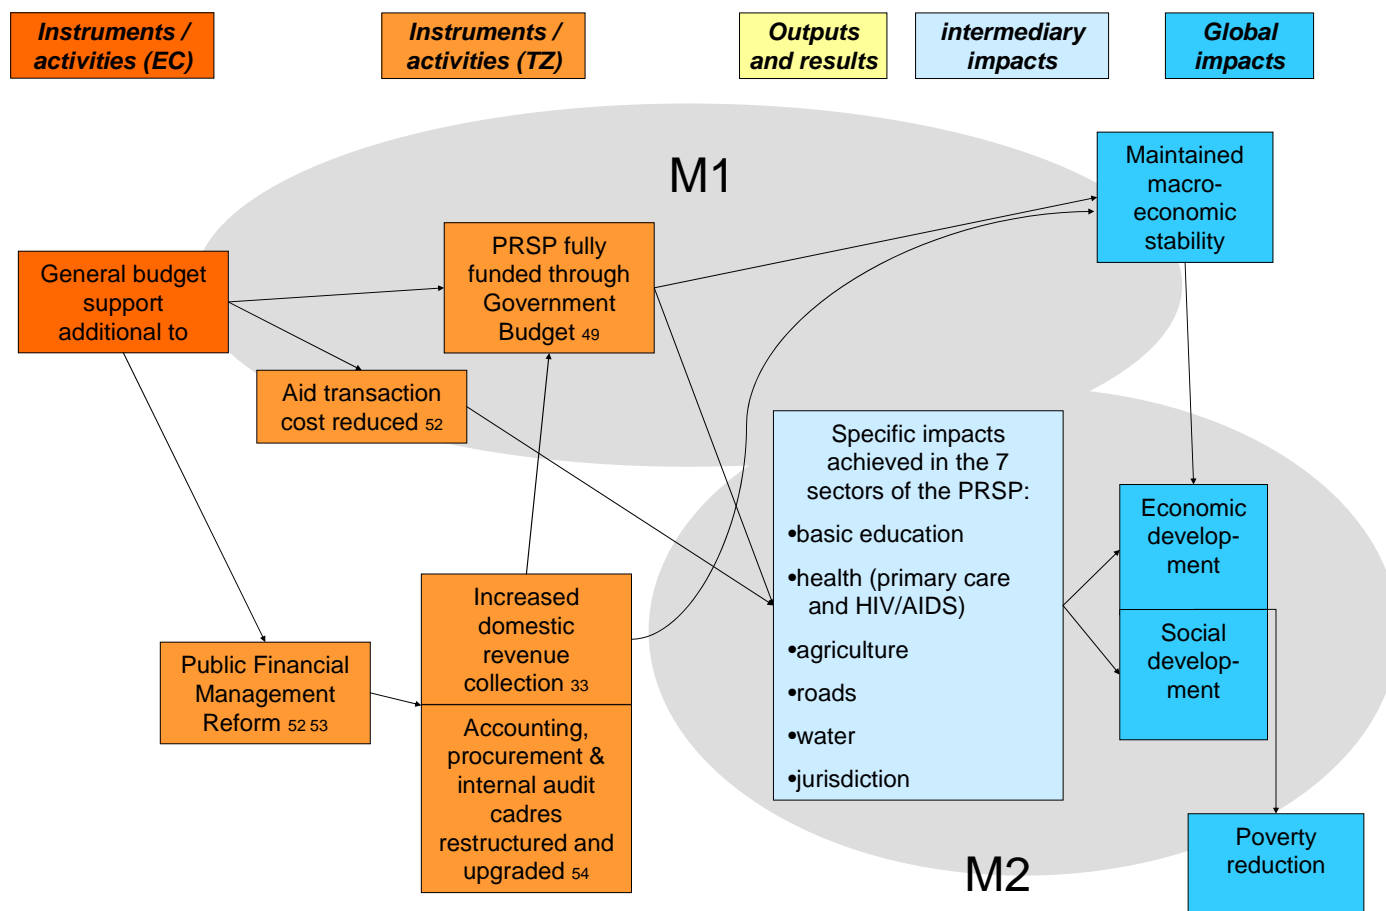 Instruments /
activities (EC)
Instruments /
activities (TZ)
Outputs
and results
intermediary
impacts
Global
impacts
M1
Maintained
macro-
economic
stability
PRSP fully
funded through
Government
Budget 49
General budget
support
additional to
Aid transaction
cost reduced 52
Specific impacts
achieved in the 7
sectors of the PRSP:
•basic education
•health (primary care
and HIV/AIDS)
•agriculture
•roads
•water
•jurisdiction
Economic
develop-
ment
Social
develop-
ment
Increased
domestic
revenue
collection 33
Public Financial
Management
Reform 52 53
Accounting,
procurement &
internal audit
cadres
restructured and
upgraded 54
M2
Poverty
reduction